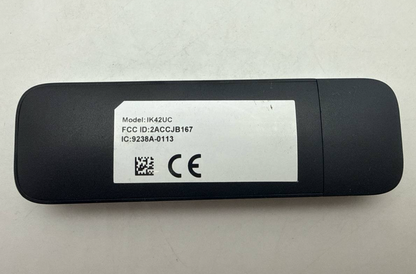 Model: IK42UC
FCC ID:2ACCJB167
IC:9238A-0113
CE